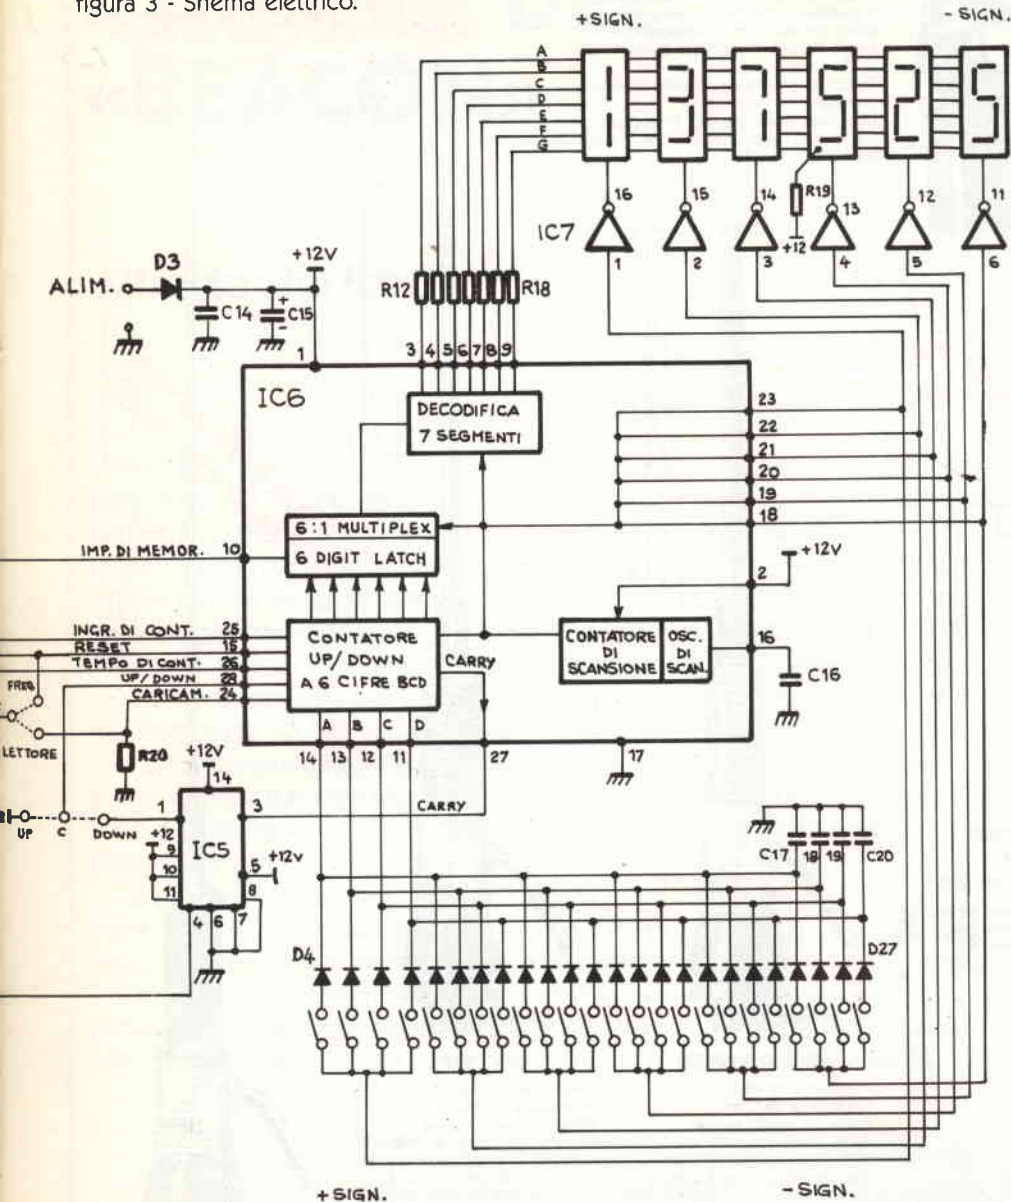 figura 3 - Shema elettrico.
+SIGN.
- SIGN.
A
B
C
D
E
F
G
R19
+12
16
15
14
13
12
11
IC7
1
2
3
4
5
6
D3
+12V
ALIM.
C14
+
C15
-
R12
R18
1
3
4
5
6
7
8
9
IC6
DECODIFICA
7 SEGMENTI
23
22
21
20
19
18
6:1 MULTIPLEX
6 DIGIT LATCH
IMP. DI MEMOR. 10
+12V
2
INGR. DI CONT. 25
RESET 15
TEMPO DI CONT. 26
UP/DOWN 28
CARICAM. 24
FREQ
LETTORE
CONTATORE
UP/DOWN
A 6 CIFRE BCD
CARRY
CONTATORE
DI
SCANSIONE
OSC.
DI
SCAN.
16
C16
A B C D
14 13 12 11
27
17
R20
+12V
14
1
3
CARRY
UP
C
DOWN
+12
9
10
11
IC5
5
+12V
8
4
6
7
C17
18
19
C20
D4
D27
+SIGN.
-SIGN.